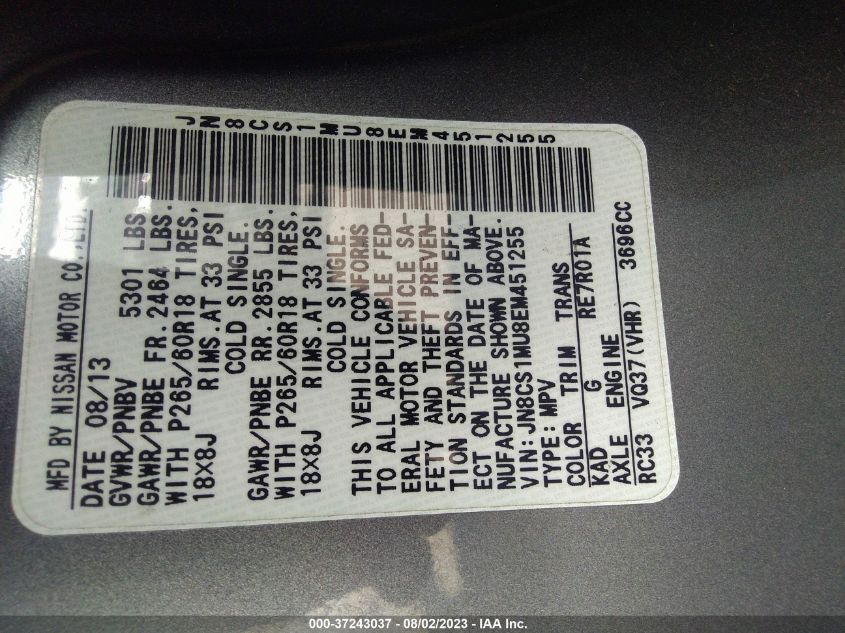 JN8CS1MU8EM451255
MFD BY NISSAN MOTOR CO.,LTD.
DATE 08/13
GVWR/PNBV 5301 LBS
GAWR/PNBE FR. 2464 LBS.
WITH P265/60R18 TIRES,
18X8J RIMS.AT 33 PSI
COLD SINGLE.
GAWR/PNBE RR. 2855 LBS.
WITH P265/60R18 TIRES,
18X8J RIMS.AT 33 PSI
COLD SINGLE.
THIS VEHICLE CONFORMS
TO ALL APPLICABLE FED-
ERAL MOTOR VEHICLE SA-
FETY AND THEFT PREVEN-
TION STANDARDS IN EFF-
ECT ON THE DATE OF MA-
NUFACTURE SHOWN ABOVE.
VIN:JN8CS1MU8EM451255
TYPE: MPV
COLOR TRIM TRANS
KAD G RE7R01A
AXLE ENGINE
RC33 VQ37(VHR) 3696CC
000-37243037 - 08/02/2023 - IAA Inc.